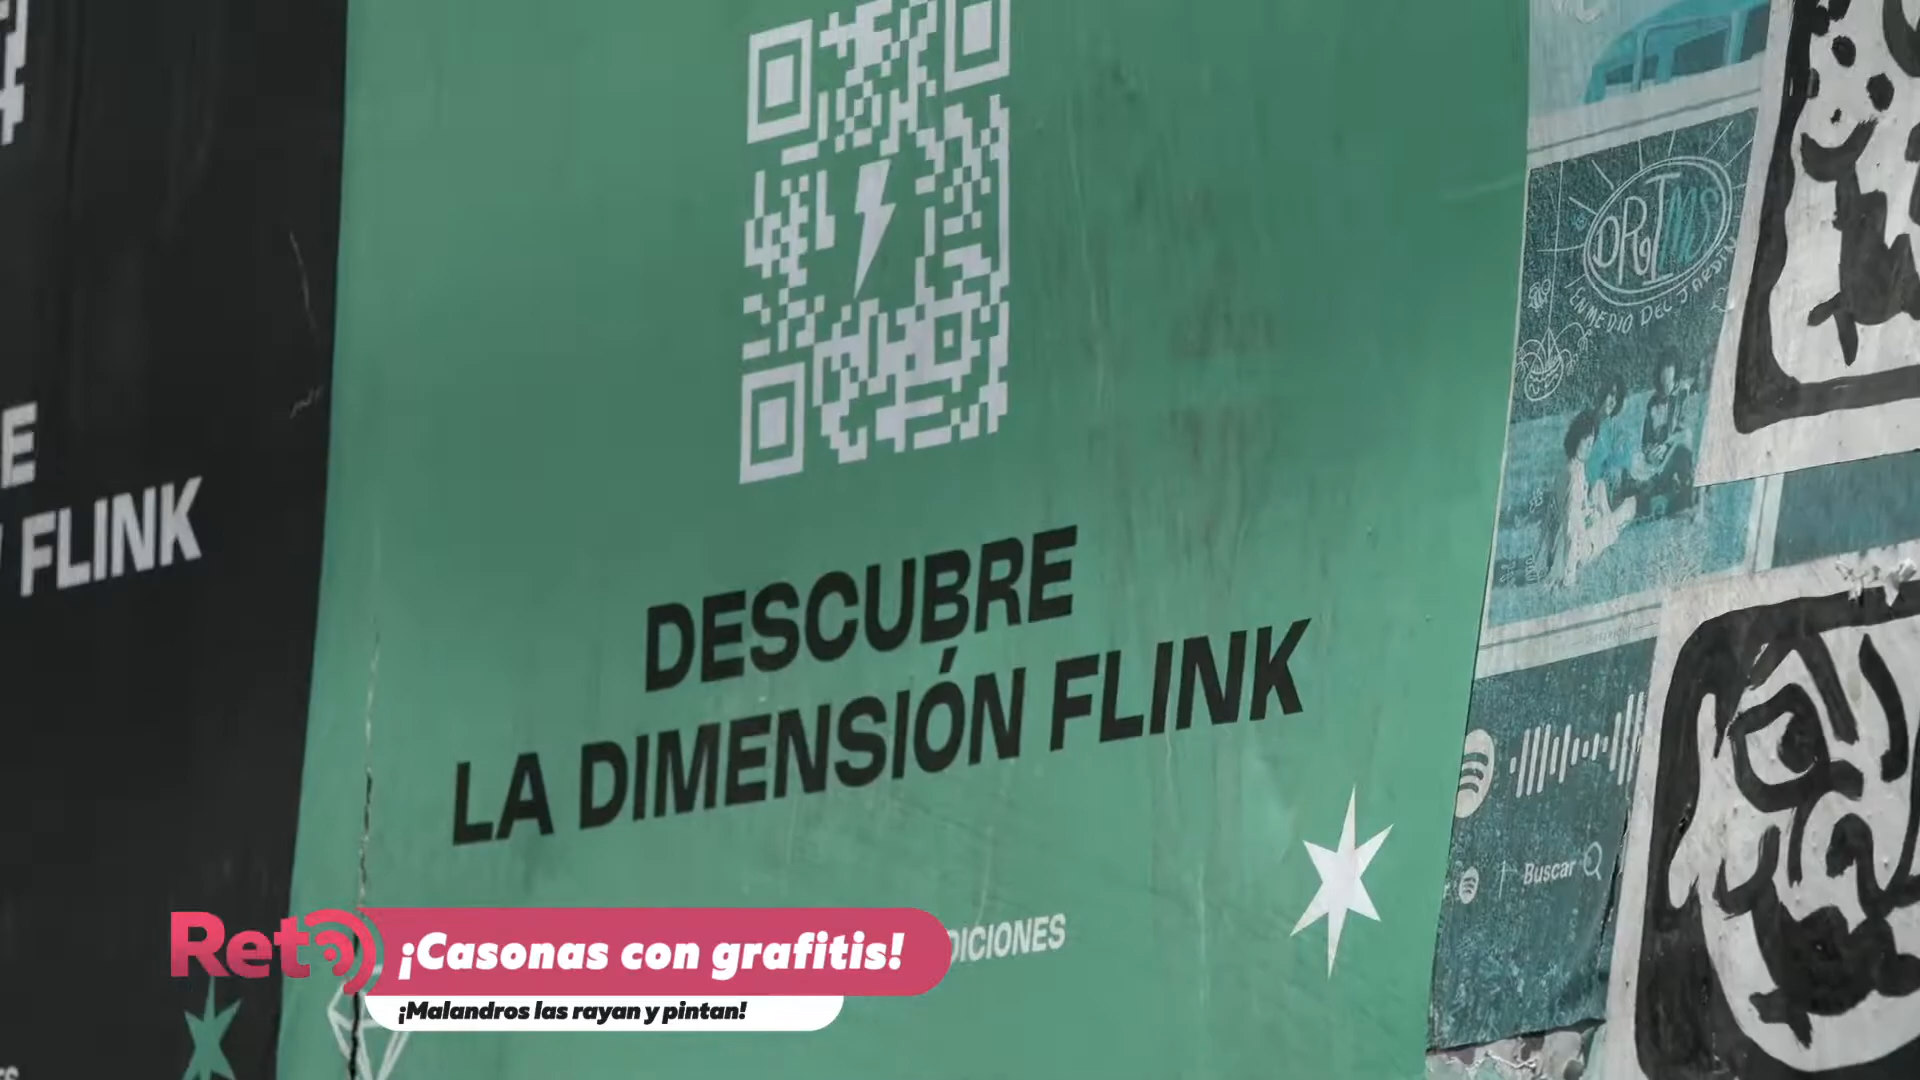 E
FLINK
DESCUBRE
LA DIMENSIÓN FLINK
DICIONES
DRIMS
EN MEDIO DEL JARDÍN
Buscar
Reto
¡Casonas con grafitis!
¡Malandros las rayan y pintan!